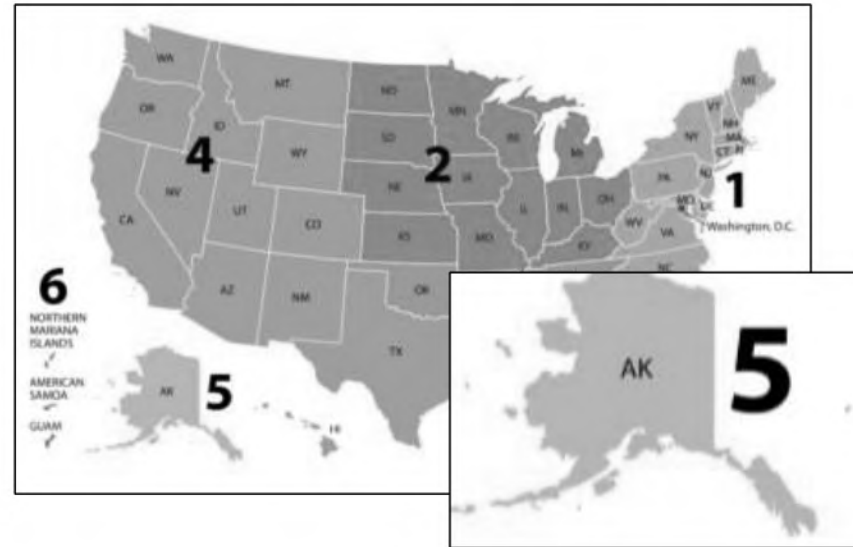 WA
MT
ND
MN
ME
VT
NH
OR
ID
SD
MI
NY
MA
CT RI
4
WY
2
1
NE
IA
PA
NJ
NV
UT
CO
IL
IN
OH
MD
DE
WV
VA
Washington, D.C.
CA
KS
MO
KY
NC
6
AZ
NM
OK
NORTHERN
MARIANA
ISLANDS
TX
AMERICAN
SAMOA
AK
5
GUAM
HI
AK
5